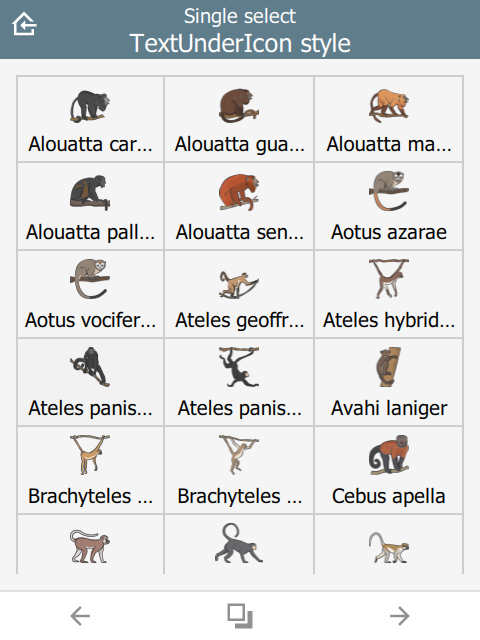 Single select
TextUnderIcon style
Alouatta car...
Alouatta gua...
Alouatta ma...
Alouatta pall...
Alouatta sen...
Aotus azarae
Aotus vocifer...
Ateles geoffr...
Ateles hybrid...
Ateles panis...
Ateles panis...
Avahi laniger
Brachyteles ...
Brachyteles ...
Cebus apella